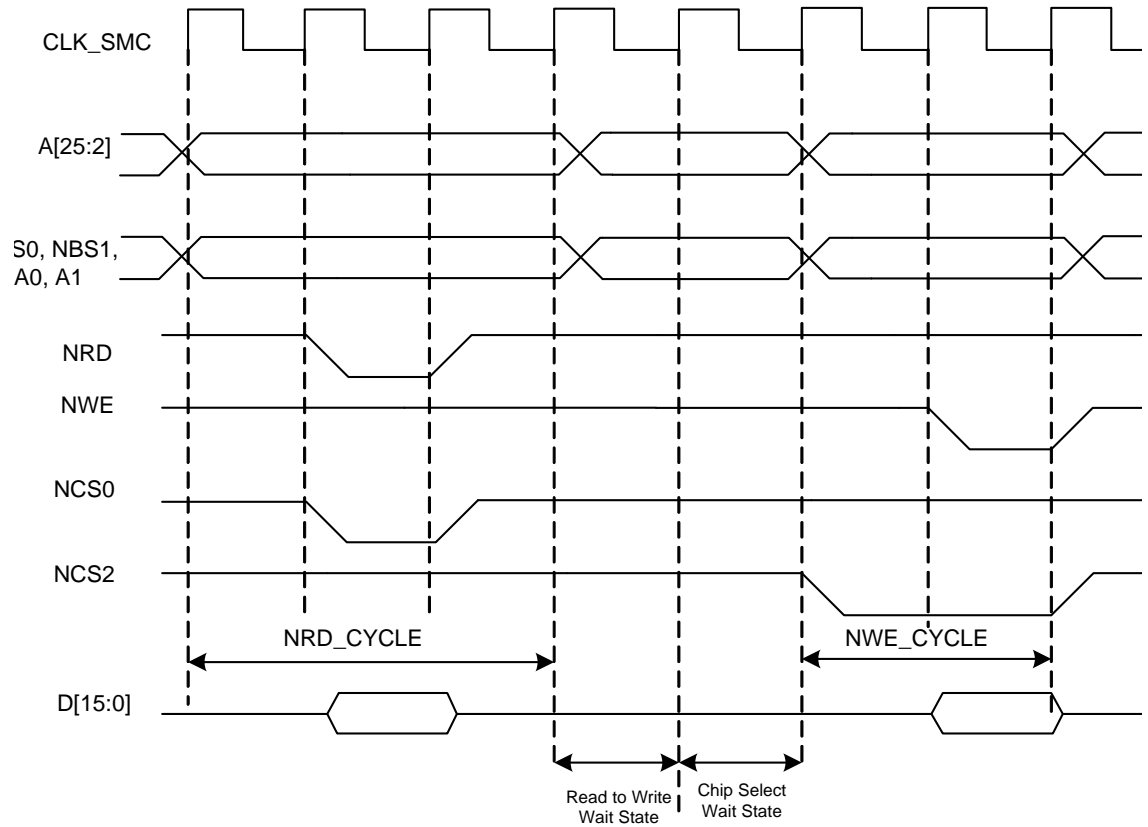 CLK_SMC
A[25:2]
S0, NBS1,
A0, A1
NRD
NWE
NCS0
NCS2
NRD_CYCLE
NWE_CYCLE
D[15:0]
Read to Write
Wait State
Chip Select
Wait State